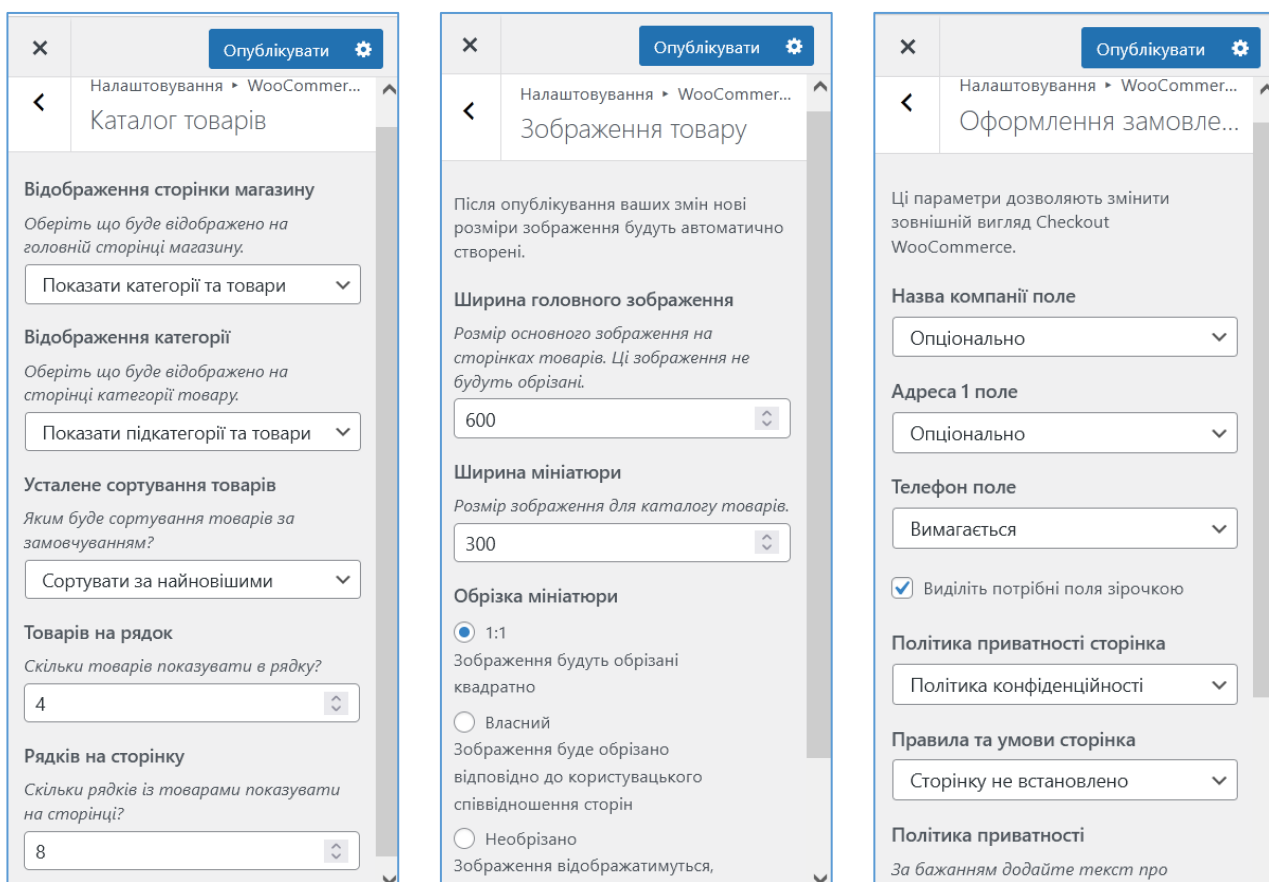 Опублікувати
Налаштовування ▸ WooCommer...
Каталог товарів
Відображення сторінки магазину
Оберіть що буде відображено на
головній сторінці магазину.
Показати категорії та товари
Відображення категорії
Оберіть що буде відображено на
сторінці категорії товару.
Показати підкатегорії та товари
Усталене сортування товарів
Яким буде сортування товарів за
замовчуванням?
Сортувати за найновішими
Товарів на рядок
Скільки товарів показувати в рядку?
4
Рядків на сторінку
Скільки рядків із товарами показувати
на сторінці?
8
Опублікувати
Налаштовування ▸ WooCommer...
Зображення товару
Після опублікування ваших змін нові
розміри зображення будуть автоматично
створені.
Ширина головного зображення
Розмір основного зображення на
сторінках товарів. Ці зображення не
будуть обрізані.
600
Ширина мініатюри
Розмір зображення для каталогу товарів.
300
Обрізка мініатюри
1:1
Зображення будуть обрізані
квадратно
Власний
Зображення буде обрізано
відповідно до користувацького
співвідношення сторін
Необрізано
Зображення відображатимуться,
Опублікувати
Налаштовування ▸ WooCommer...
Оформлення замовле...
Ці параметри дозволяють змінити
зовнішній вигляд Checkout
WooCommerce.
Назва компанії поле
Опціонально
Адреса 1 поле
Опціонально
Телефон поле
Вимагається
Виділіть потрібні поля зірочкою
Політика приватності сторінка
Політика конфіденційності
Правила та умови сторінка
Сторінку не встановлено
Політика приватності
За бажанням додайте текст про